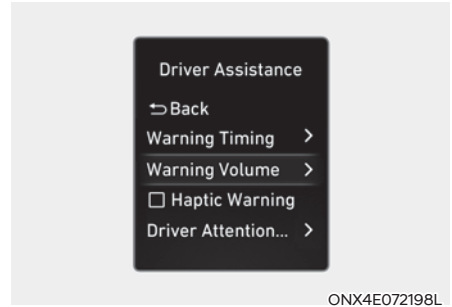 Driver Assistance
⮌ Back
Warning Timing >
Warning Volume >
☐ Haptic Warning
Driver Attention... >
ONX4E072198L